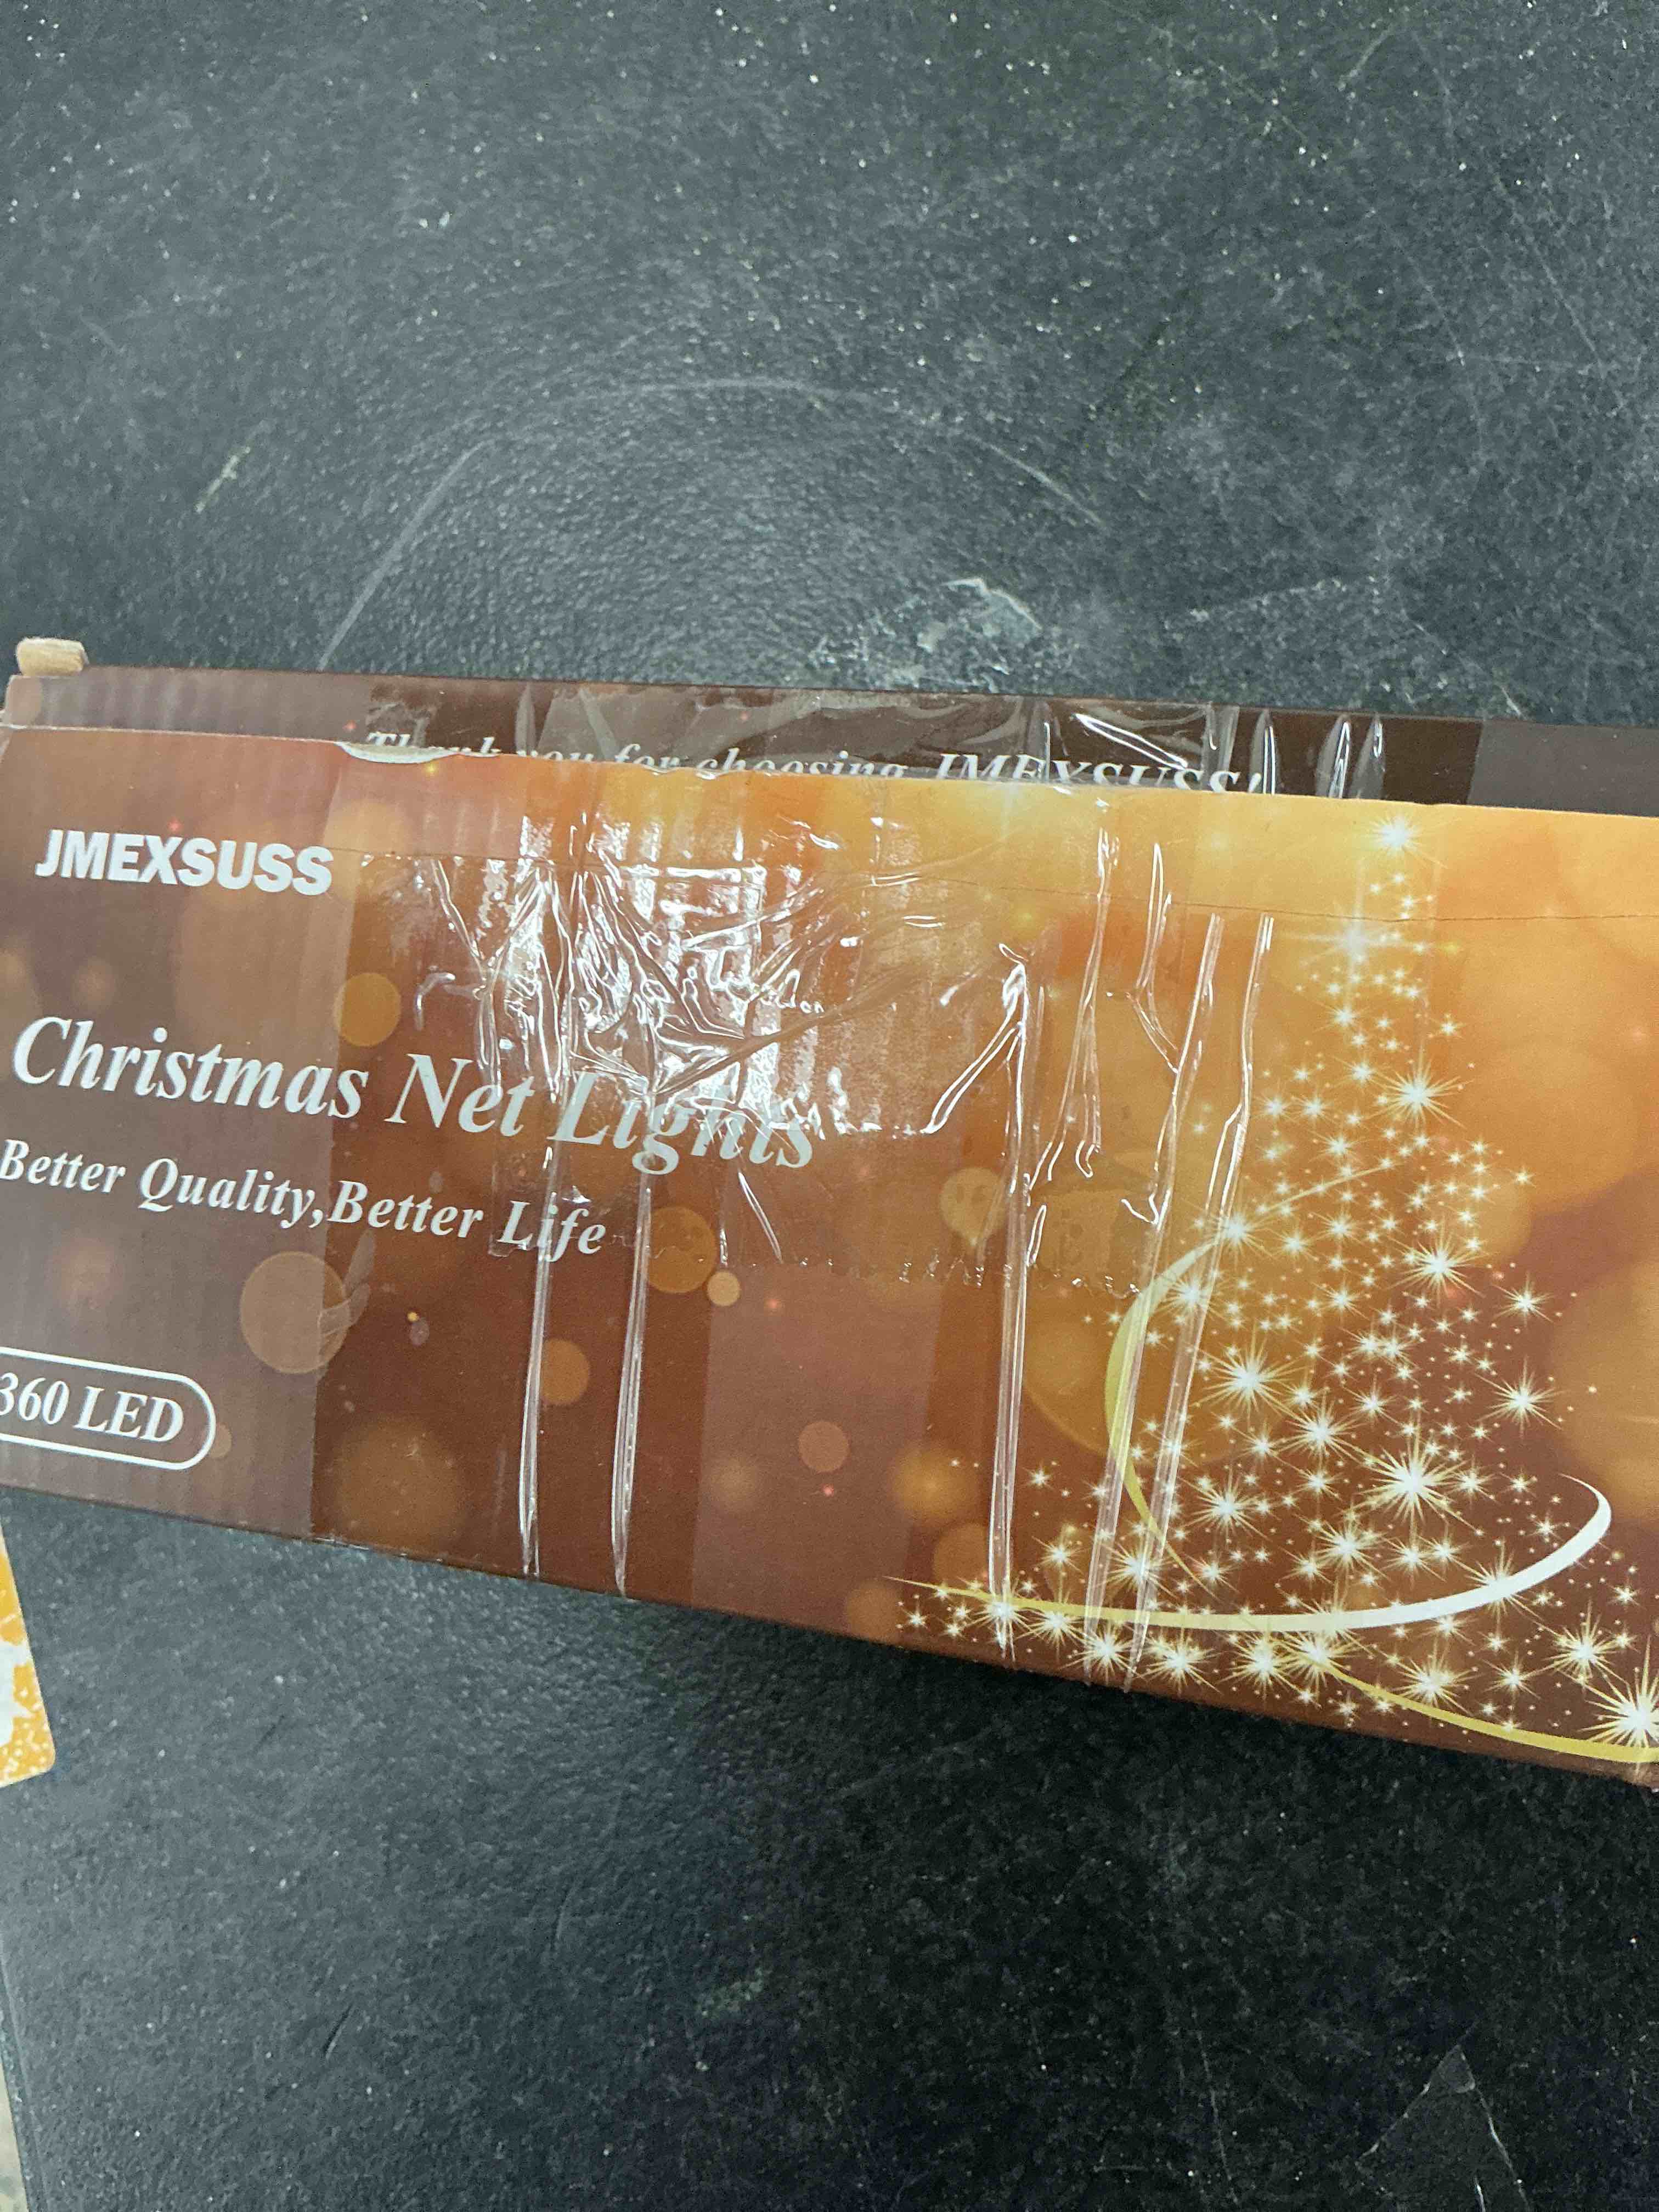 Thank you for choosing JMEXSUSS!
JMEXSUSS
Christmas Net Lights
Better Quality,Better Life
360 LED